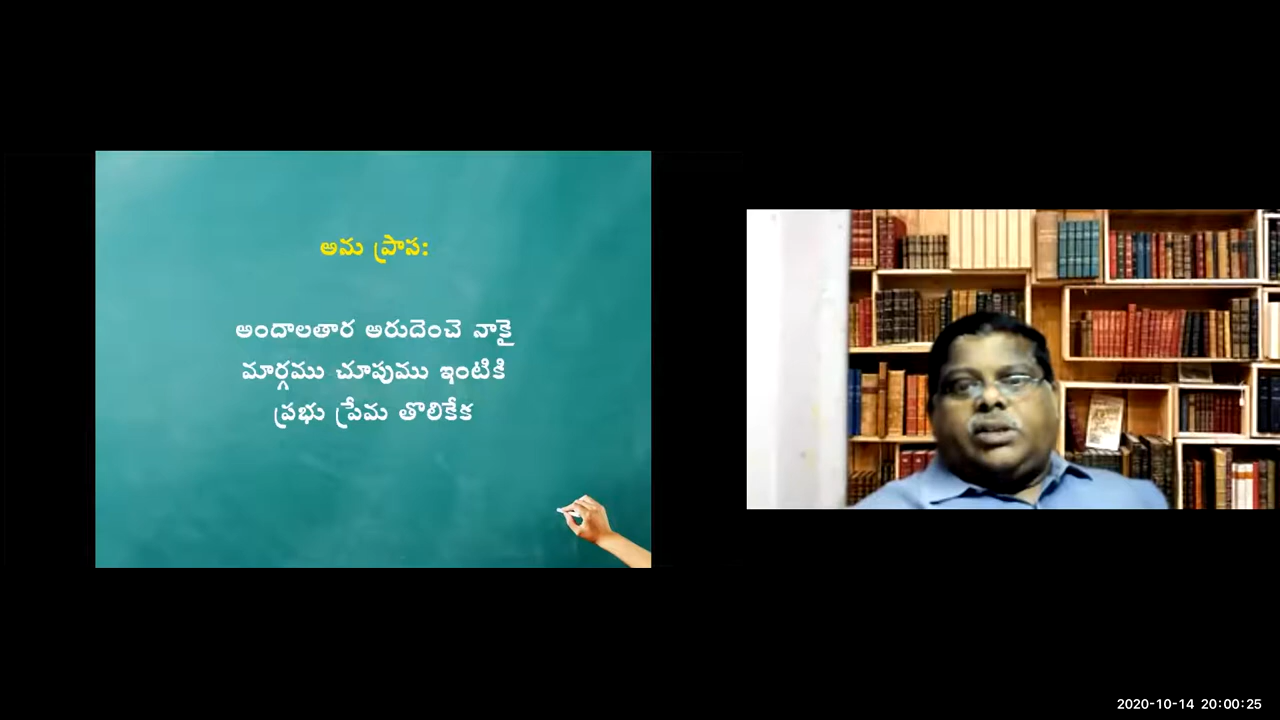 అను ప్రాస:
అందాలతార అరుదెంచె నాకై
మార్గము చూపుము ఇంటికి
ప్రభు ప్రేమ తొలికేక
2020-10-14 20:00:25